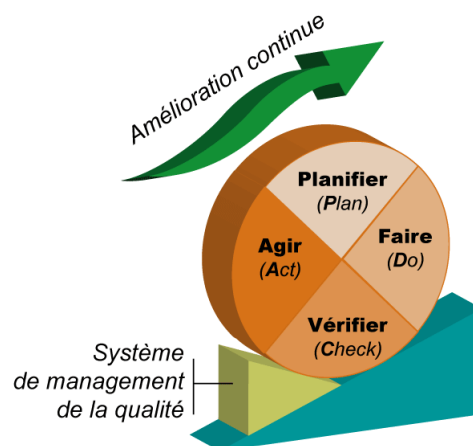 Amélioration continue
Planifier
(Plan)
Faire
(Do)
Agir
(Act)
Vérifier
(Check)
Système
de management
de la qualité